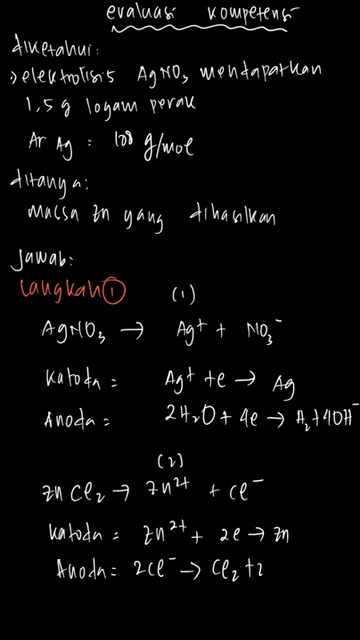 evaluasi kompetensi
diketahui:
→ elektrolisis AgNO3 mendapatkan
1,5 g logam perak
Ar Ag = 108 g/mol
ditanya:
massa Zn yang dihasilkan
Jawab:
Langkah ①
(1)
AgNO3 → Ag+ + NO3-
Katoda = Ag+ + e → Ag
Anoda = 2H2O + 4e → H2 + 4OH-
(2)
ZnCl2 → Zn2+ + Cl-
Katoda = Zn2+ + 2e → Zn
Anoda = 2Cl- → Cl2 + 2